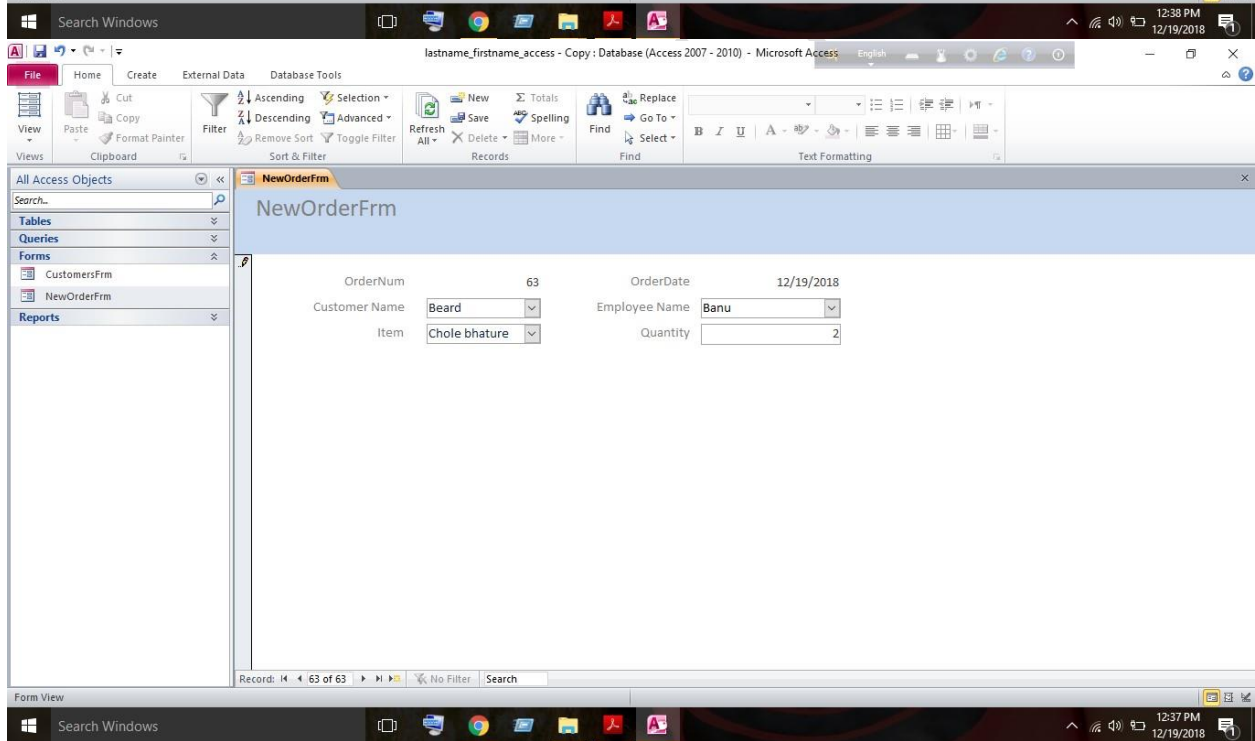 Search Windows
12:38 PM
12/19/2018
lastname_firstname_access - Copy : Database (Access 2007 - 2010) - Microsoft Access
English
File Home Create External Data Database Tools
View
Paste
Cut
Copy
Format Painter
Filter
Ascending
Descending
Remove Sort
Selection
Advanced
Toggle Filter
Refresh
All
New
Save
Delete
Totals
Spelling
More
Find
Replace
Go To
Select
B I U A
Views Clipboard Sort & Filter Records Find Text Formatting
All Access Objects
Search...
Tables
Queries
Forms
CustomersFrm
NewOrderFrm
Reports
NewOrderFrm
NewOrderFrm
OrderNum 63 OrderDate 12/19/2018
Customer Name Beard Employee Name Banu
Item Chole bhature Quantity 2
Record: 63 of 63 No Filter Search
Form View
Search Windows
12:37 PM
12/19/2018